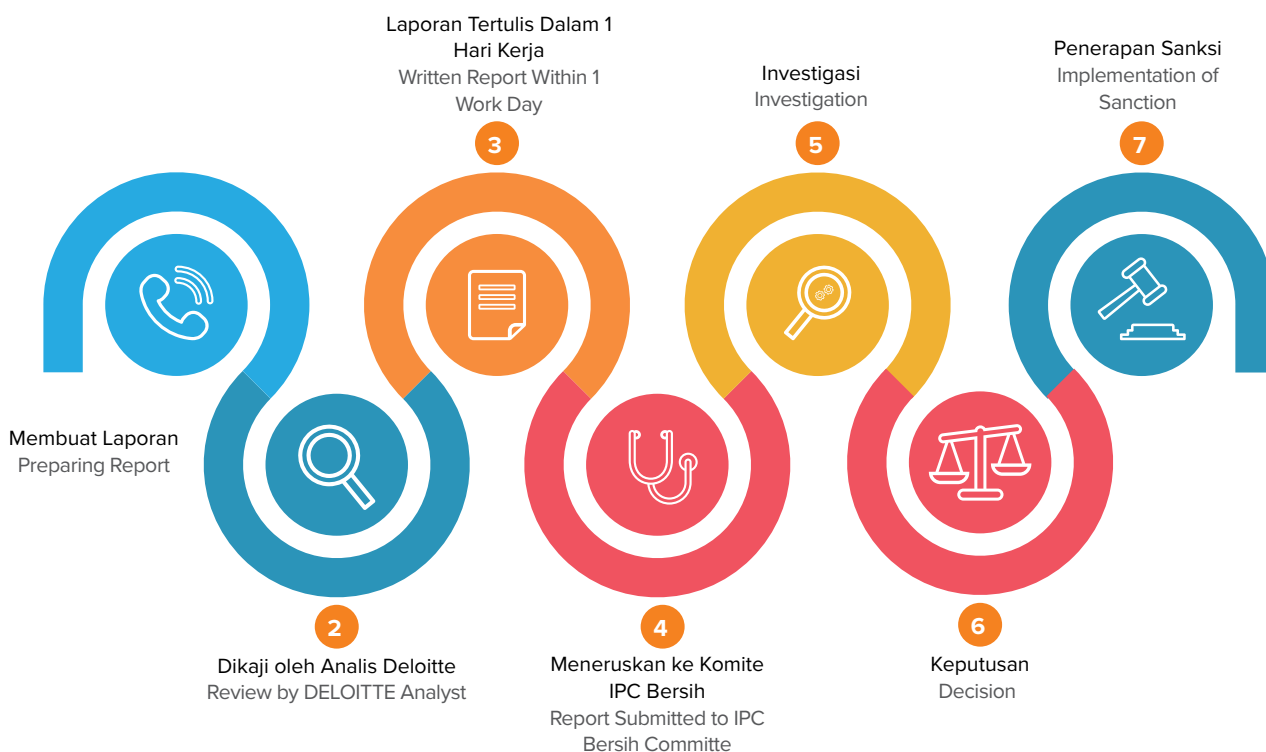 Membuat Laporan
Preparing Report
2
Dikaji oleh Analis Deloitte
Review by DELOITTE Analyst
Laporan Tertulis Dalam 1
Hari Kerja
Written Report Within 1
Work Day
3
4
Meneruskan ke Komite
IPC Bersih
Report Submitted to IPC
Bersih Committe
Investigasi
Investigation
5
6
Keputusan
Decision
Penerapan Sanksi
Implementation of
Sanction
7